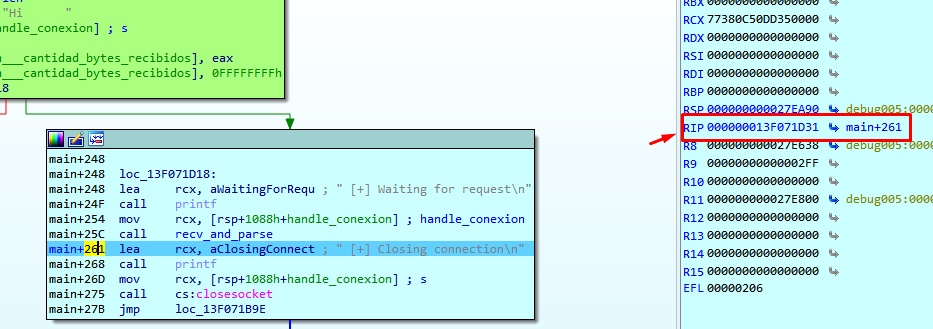 "Hi      "
andle_conexion] ; s
n___cantidad_bytes_recibidos], eax
n___cantidad_bytes_recibidos], 0FFFFFFFFh
18
main+248
main+248 loc_13F071D18:
main+248 lea rcx, aWaitingForRequ ; " [+] Waiting for request\n"
main+24F call printf
main+254 mov rcx, [rsp+1088h+handle_conexion] ; handle_conexion
main+25C call recv_and_parse
main+261 lea rcx, aClosingConnect ; " [+] Closing connection\n"
main+268 call printf
main+26D mov rcx, [rsp+1088h+handle_conexion] ; s
main+275 call cs:closesocket
main+27B jmp loc_13F071B9E
RBX 0000000000000000
RCX 77380C50DD350000
RDX 0000000000000000
RSI 0000000000000000
RDI 0000000000000000
RBP 0000000000000000
RSP 000000000027EA90 debug005:0000
RIP 000000013F071D31 main+261
R8 000000000027E638 debug005:0000
R9 00000000000002FF
R10 0000000000000000
R11 000000000027E800 debug005:0000
R12 0000000000000000
R13 0000000000000000
R14 0000000000000000
R15 0000000000000000
EFL 00000206